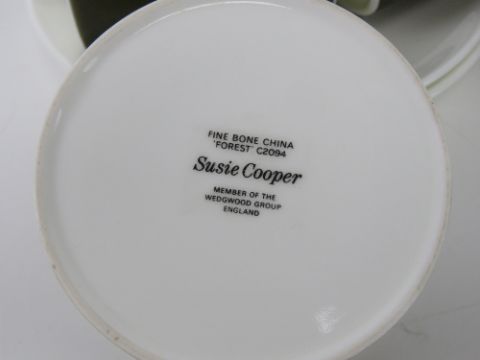 FINE BONE CHINA
'FOREST' C2094
Susie Cooper
MEMBER OF THE
WEDGWOOD GROUP
ENGLAND